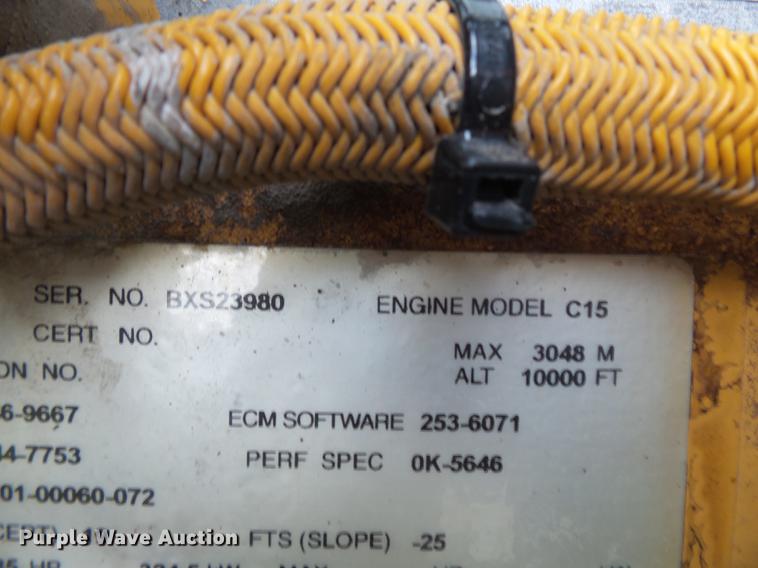 SER. NO. BXS23980 ENGINE MODEL C15
CERT NO.
MAX 3048 M
ON NO.
ALT 10000 FT
6-9667 ECM SOFTWARE 253-6071
4-7753 PERF SPEC 0K-5646
01-00060-072
FTS (SLOPE) -25
Purple Wave Auction